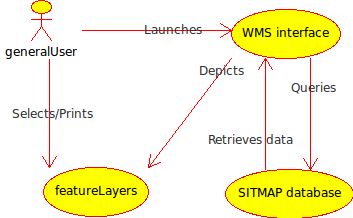 Launches
WMS interface
generalUser
Depicts
Queries
Selects/Prints
Retrieves data
featureLayers
SITMAP database